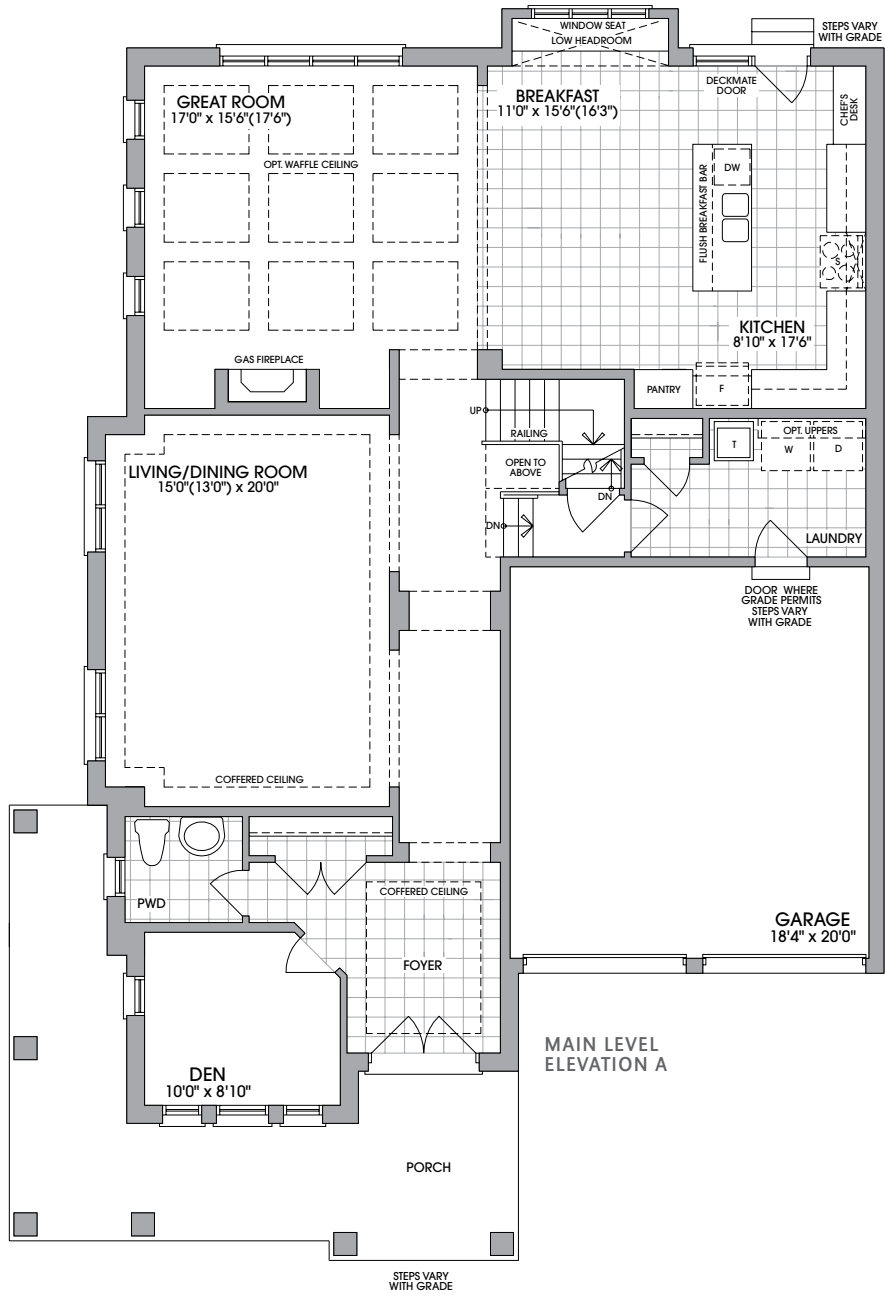 WINDOW SEAT
LOW HEADROOM
STEPS VARY
WITH GRADE
GREAT ROOM
17'0" x 15'6"(17'6")
OPT. WAFFLE CEILING
BREAKFAST
11'0" x 15'6"(16'3")
DECKMATE
DOOR
CHEF'S
DESK
FLUSH BREAKFAST BAR
DW
S
KITCHEN
8'10" x 17'6"
GAS FIREPLACE
PANTRY
F
UP
RAILING
OPEN TO
ABOVE
DN
DN
T
OPT. UPPERS
W
D
LAUNDRY
LIVING/DINING ROOM
15'0"(13'0") x 20'0"
COFFERED CEILING
DOOR WHERE
GRADE PERMITS
STEPS VARY
WITH GRADE
PWD
COFFERED CEILING
FOYER
GARAGE
18'4" x 20'0"
DEN
10'0" x 8'10"
MAIN LEVEL
ELEVATION A
PORCH
STEPS VARY
WITH GRADE